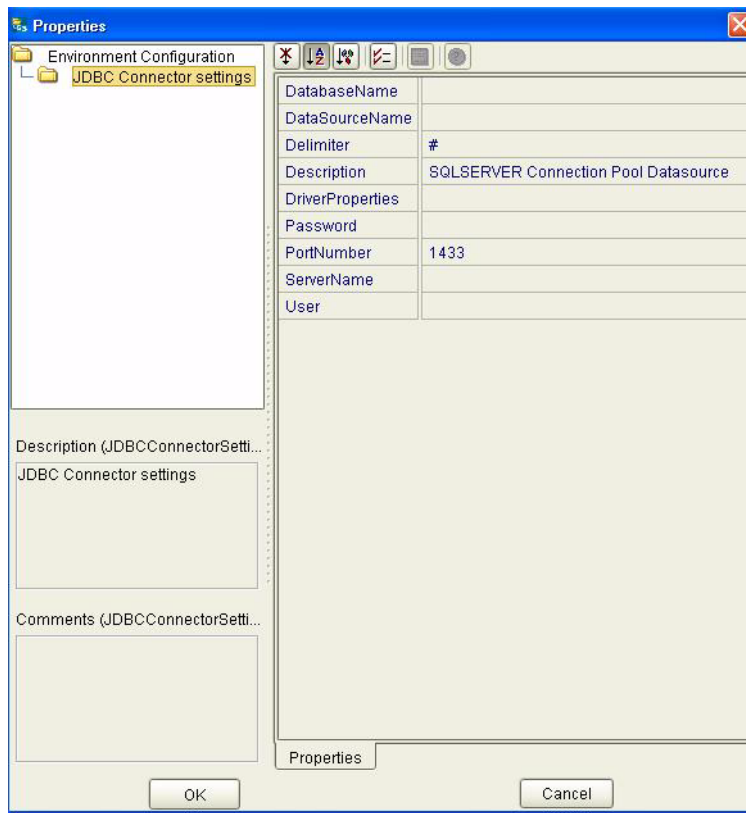 Properties
Environment Configuration
JDBC Connector settings
DatabaseName
DataSourceName
Delimiter #
Description SQLSERVER Connection Pool Datasource
DriverProperties
Password
PortNumber 1433
ServerName
User
Description (JDBCConnectorSetti...
JDBC Connector settings
Comments (JDBCConnectorSetti...
Properties
OK
Cancel